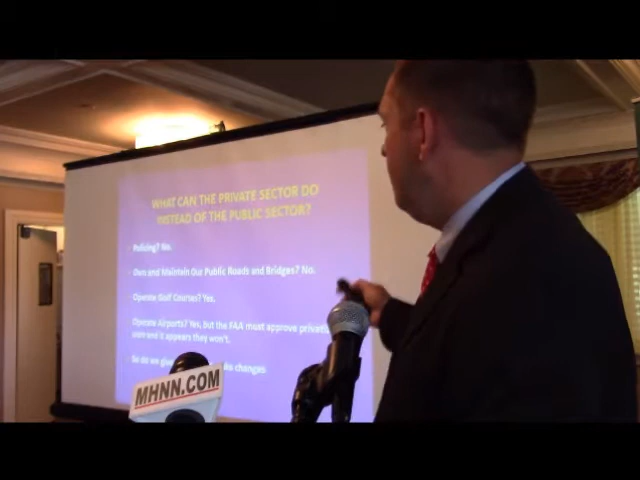 WHAT CAN THE PRIVATE SECTOR DO
INSTEAD OF THE PUBLIC SECTOR?
Policing? No.
Own and Maintain Our Public Roads and Bridges? No.
Operate Golf Courses? Yes.
Operate Airports? Yes, but the FAA must approve
and it appears they won't.
So do we
changes
MHNN.COM